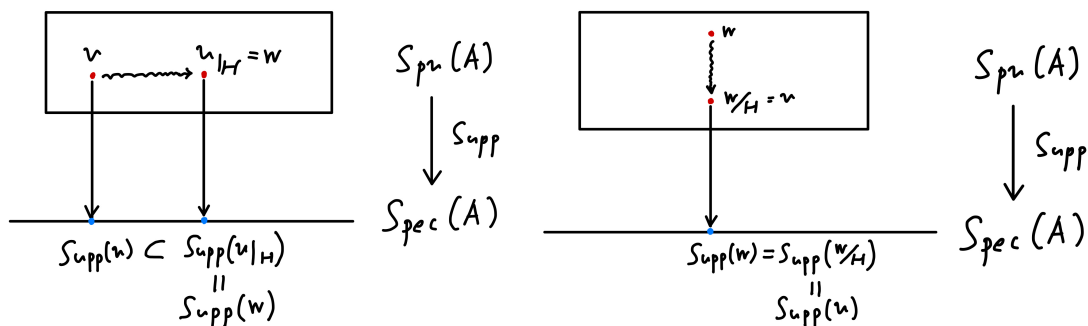 v
v|H = w
Spv(A)
Supp
Spec(A)
Supp(v) ⊂ Supp(v|H)
=
Supp(w)
w
w/H = v
Spv(A)
Supp
Spec(A)
Supp(w) = Supp(w/H)
=
Supp(v)